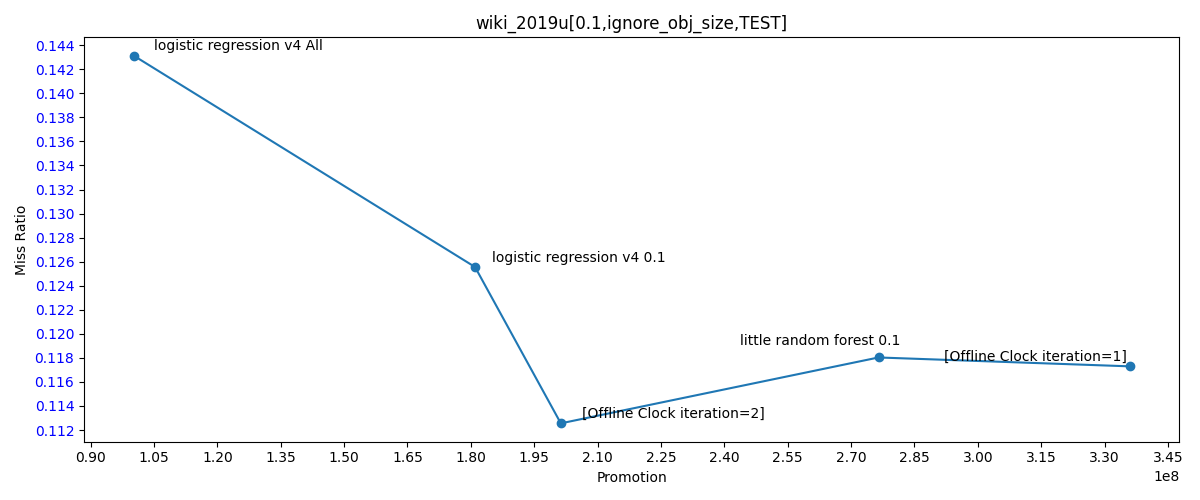 wiki_2019u[0.1,ignore_obj_size,TEST]
Miss Ratio
0.144
0.142
0.140
0.138
0.136
0.134
0.132
0.130
0.128
0.126
0.124
0.122
0.120
0.118
0.116
0.114
0.112
logistic regression v4 All
logistic regression v4 0.1
little random forest 0.1
[Offline Clock iteration=1]
[Offline Clock iteration=2]
0.90 1.05 1.20 1.35 1.50 1.65 1.80 1.95 2.10 2.25 2.40 2.55 2.70 2.85 3.00 3.15 3.30 3.45
1e8
Promotion